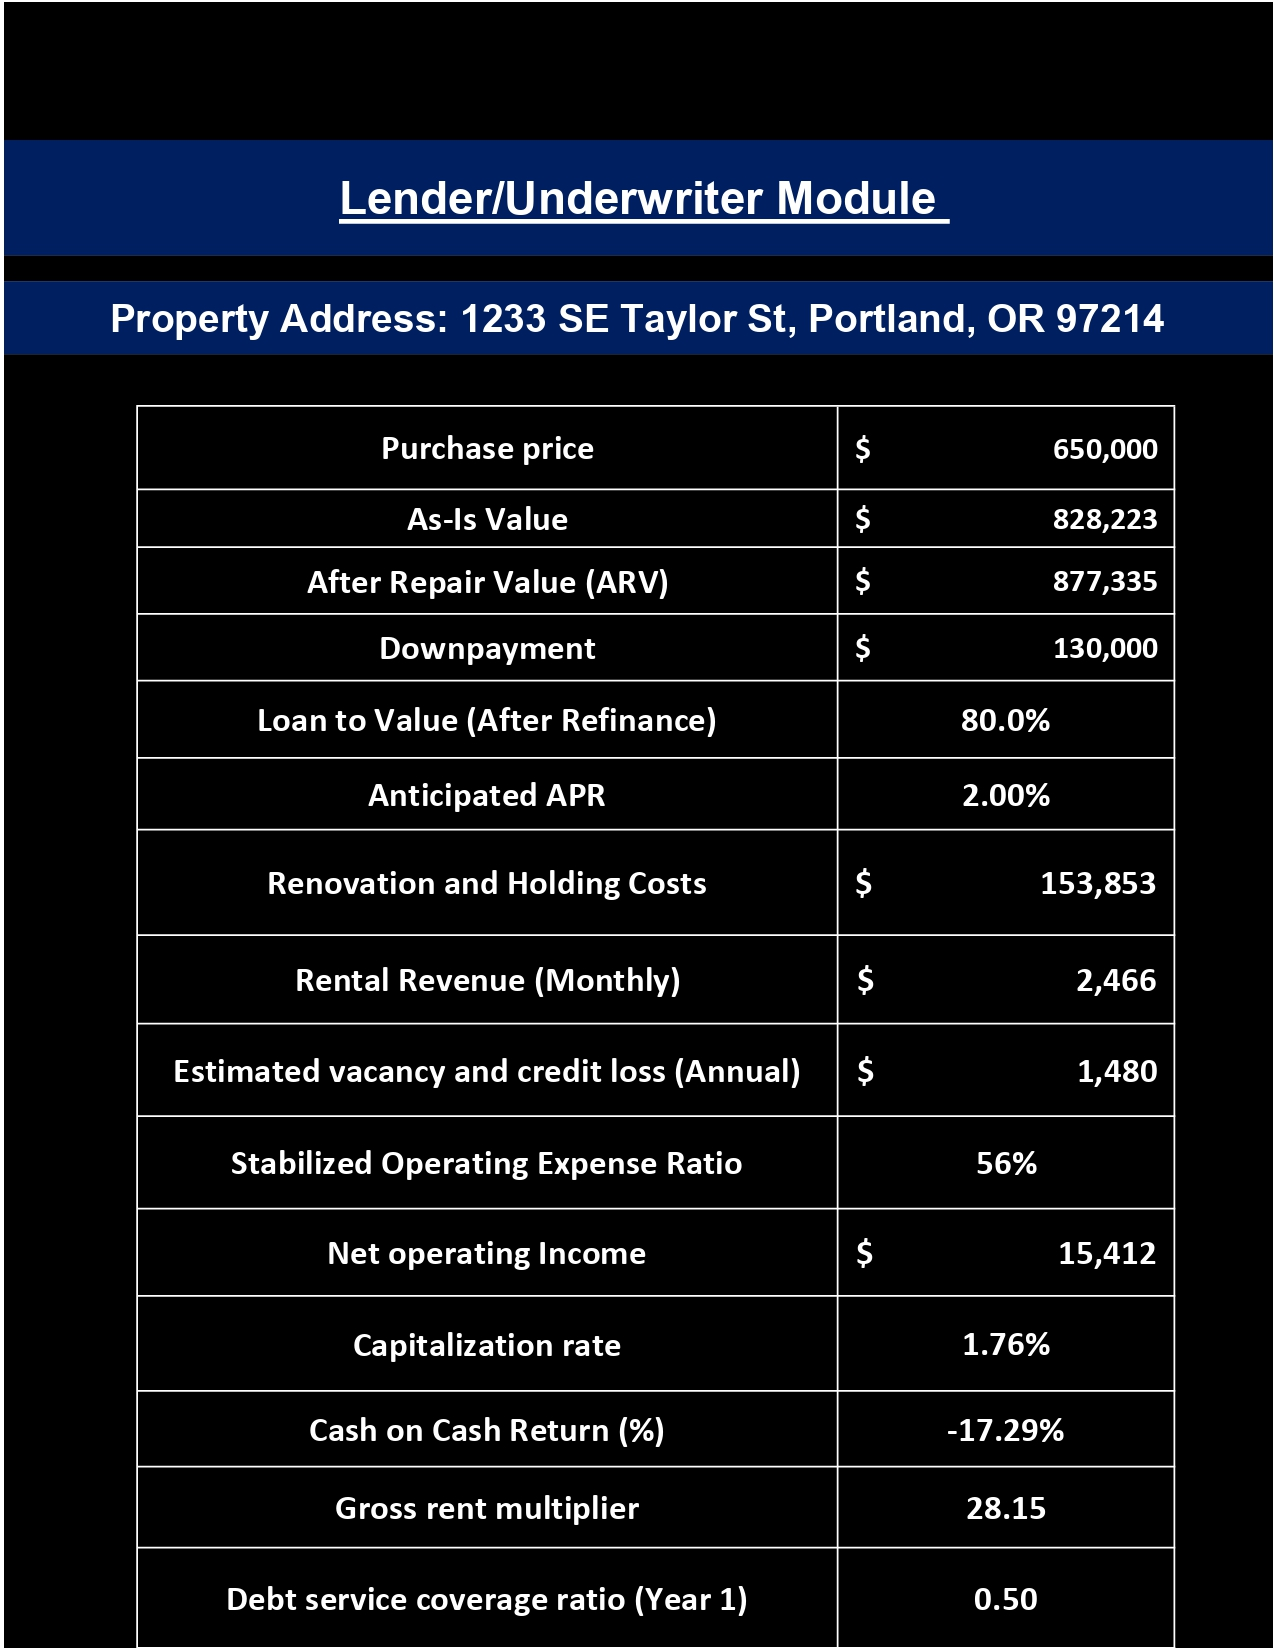 Lender/Underwriter Module
Property Address: 1233 SE Taylor St, Portland, OR 97214
Purchase price $ 650,000
As-Is Value $ 828,223
After Repair Value (ARV) $ 877,335
Downpayment $ 130,000
Loan to Value (After Refinance) 80.0%
Anticipated APR 2.00%
Renovation and Holding Costs $ 153,853
Rental Revenue (Monthly) $ 2,466
Estimated vacancy and credit loss (Annual) $ 1,480
Stabilized Operating Expense Ratio 56%
Net operating Income $ 15,412
Capitalization rate 1.76%
Cash on Cash Return (%) -17.29%
Gross rent multiplier 28.15
Debt service coverage ratio (Year 1) 0.50